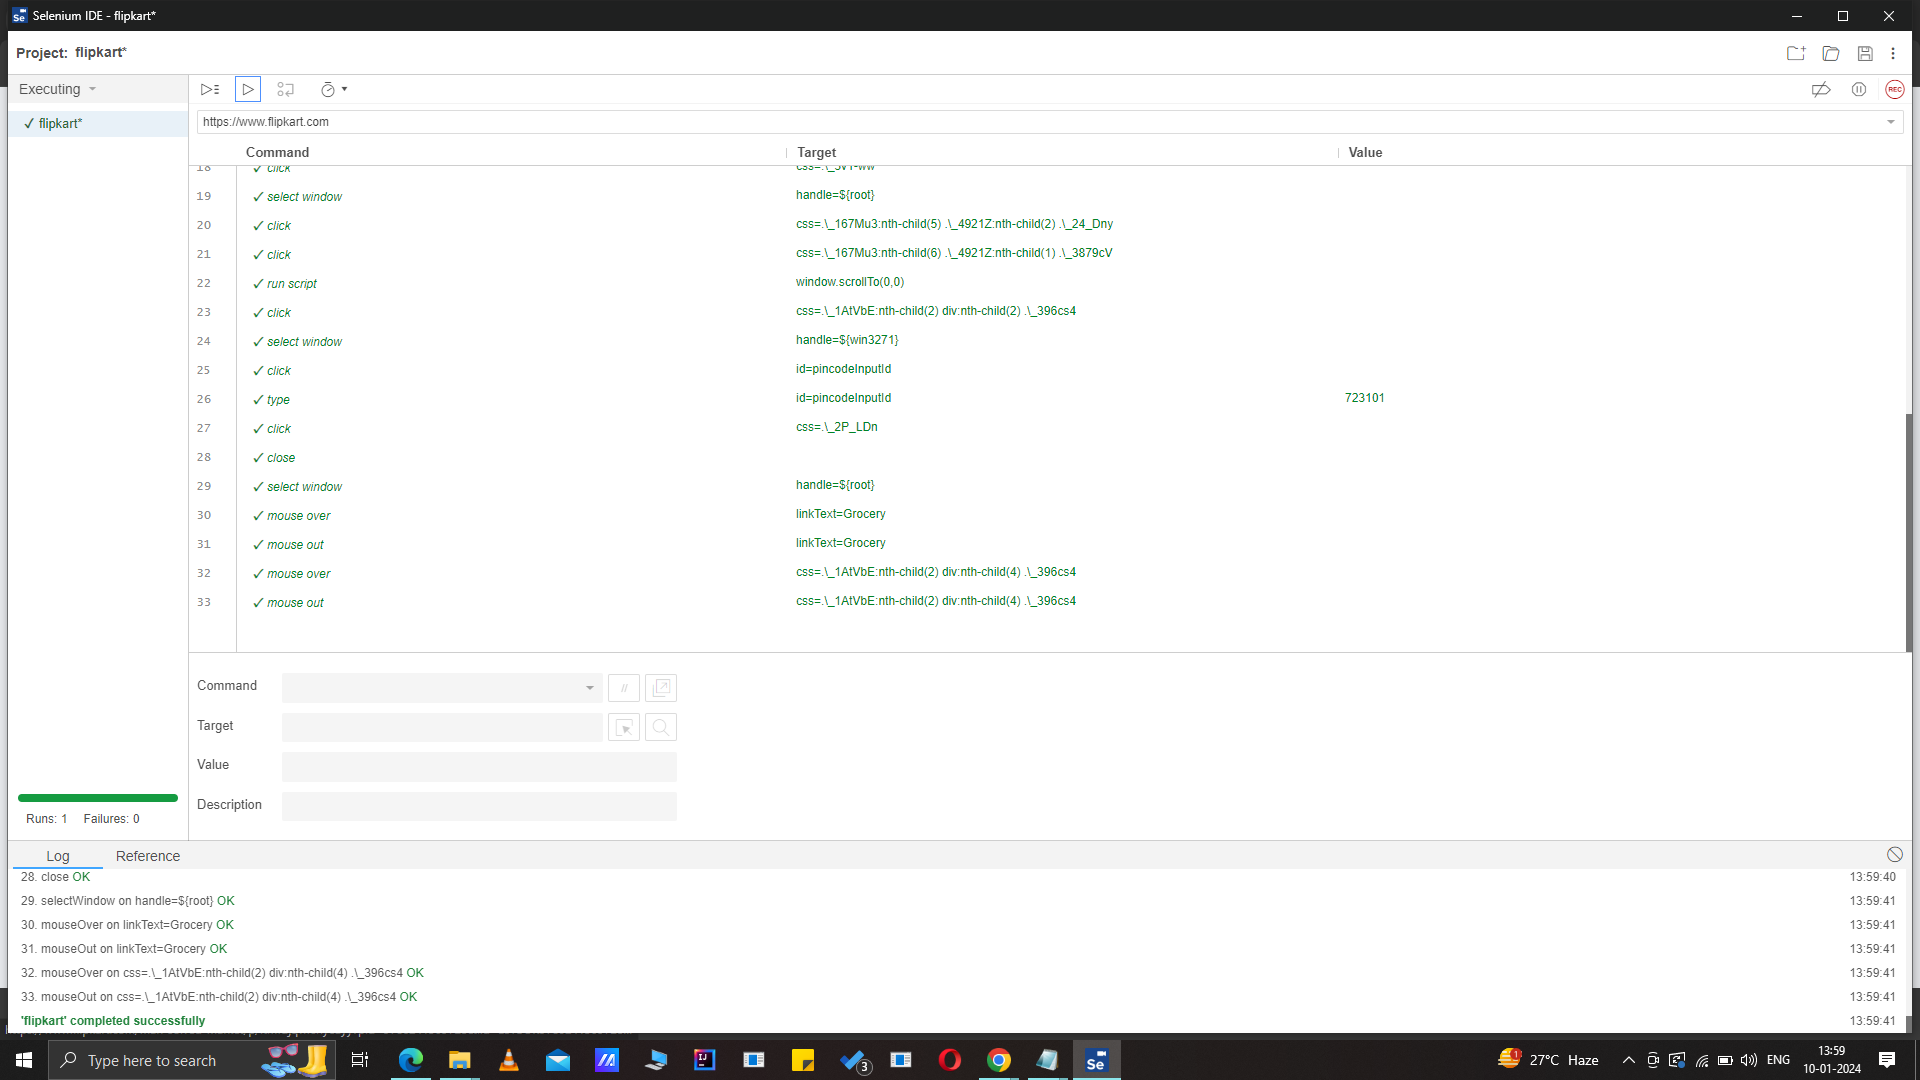 Selenium IDE - flipkart*
Project: flipkart*
Executing
✓ flipkart*
REC
https://www.flipkart.com
Command Target Value
18 ✓ click
19 ✓ select window handle=${root}
20 ✓ click css=.\_167Mu3:nth-child(5) .\_4921Z:nth-child(2) .\_24_Dny
21 ✓ click css=.\_167Mu3:nth-child(6) .\_4921Z:nth-child(1) .\_3879cV
22 ✓ run script window.scrollTo(0,0)
23 ✓ click css=.\_1AtVbE:nth-child(2) div:nth-child(2) .\_396cs4
24 ✓ select window handle=${win3271}
25 ✓ click id=pincodeInputId
26 ✓ type id=pincodeInputId 723101
27 ✓ click css=.\_2P_LDn
28 ✓ close
29 ✓ select window handle=${root}
30 ✓ mouse over linkText=Grocery
31 ✓ mouse out linkText=Grocery
32 ✓ mouse over css=.\_1AtVbE:nth-child(2) div:nth-child(4) .\_396cs4
33 ✓ mouse out css=.\_1AtVbE:nth-child(2) div:nth-child(4) .\_396cs4
Command //
Target
Value
Description
Runs: 1 Failures: 0
Log Reference
28. close OK 13:59:40
29. selectWindow on handle=${root} OK 13:59:41
30. mouseOver on linkText=Grocery OK 13:59:41
31. mouseOut on linkText=Grocery OK 13:59:41
32. mouseOver on css=.\_1AtVbE:nth-child(2) div:nth-child(4) .\_396cs4 OK 13:59:41
33. mouseOut on css=.\_1AtVbE:nth-child(2) div:nth-child(4) .\_396cs4 OK 13:59:41
'flipkart' completed successfully 13:59:41
Type here to search
3
Se
1
27°C Haze
ENG
13:59
10-01-2024